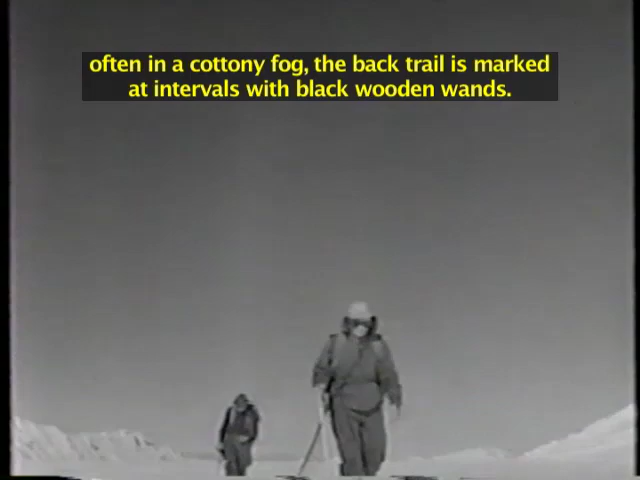 often in a cottony fog, the back trail is marked
at intervals with black wooden wands.